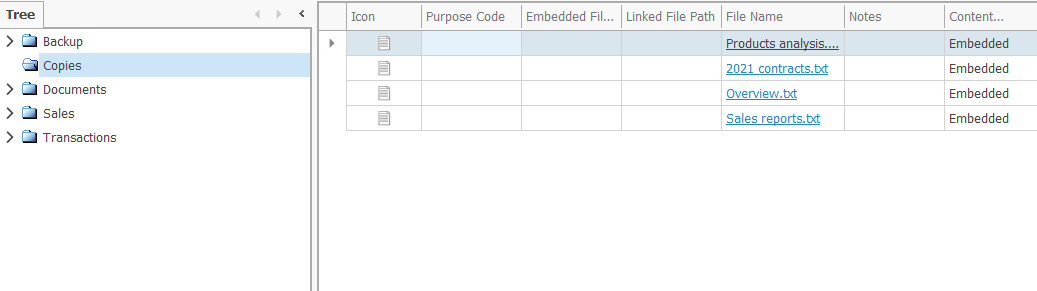 Tree
Backup
Copies
Documents
Sales
Transactions
Icon Purpose Code Embedded Fil... Linked File Path File Name Notes Content...
Products analysis.... Embedded
2021 contracts.txt Embedded
Overview.txt Embedded
Sales reports.txt Embedded